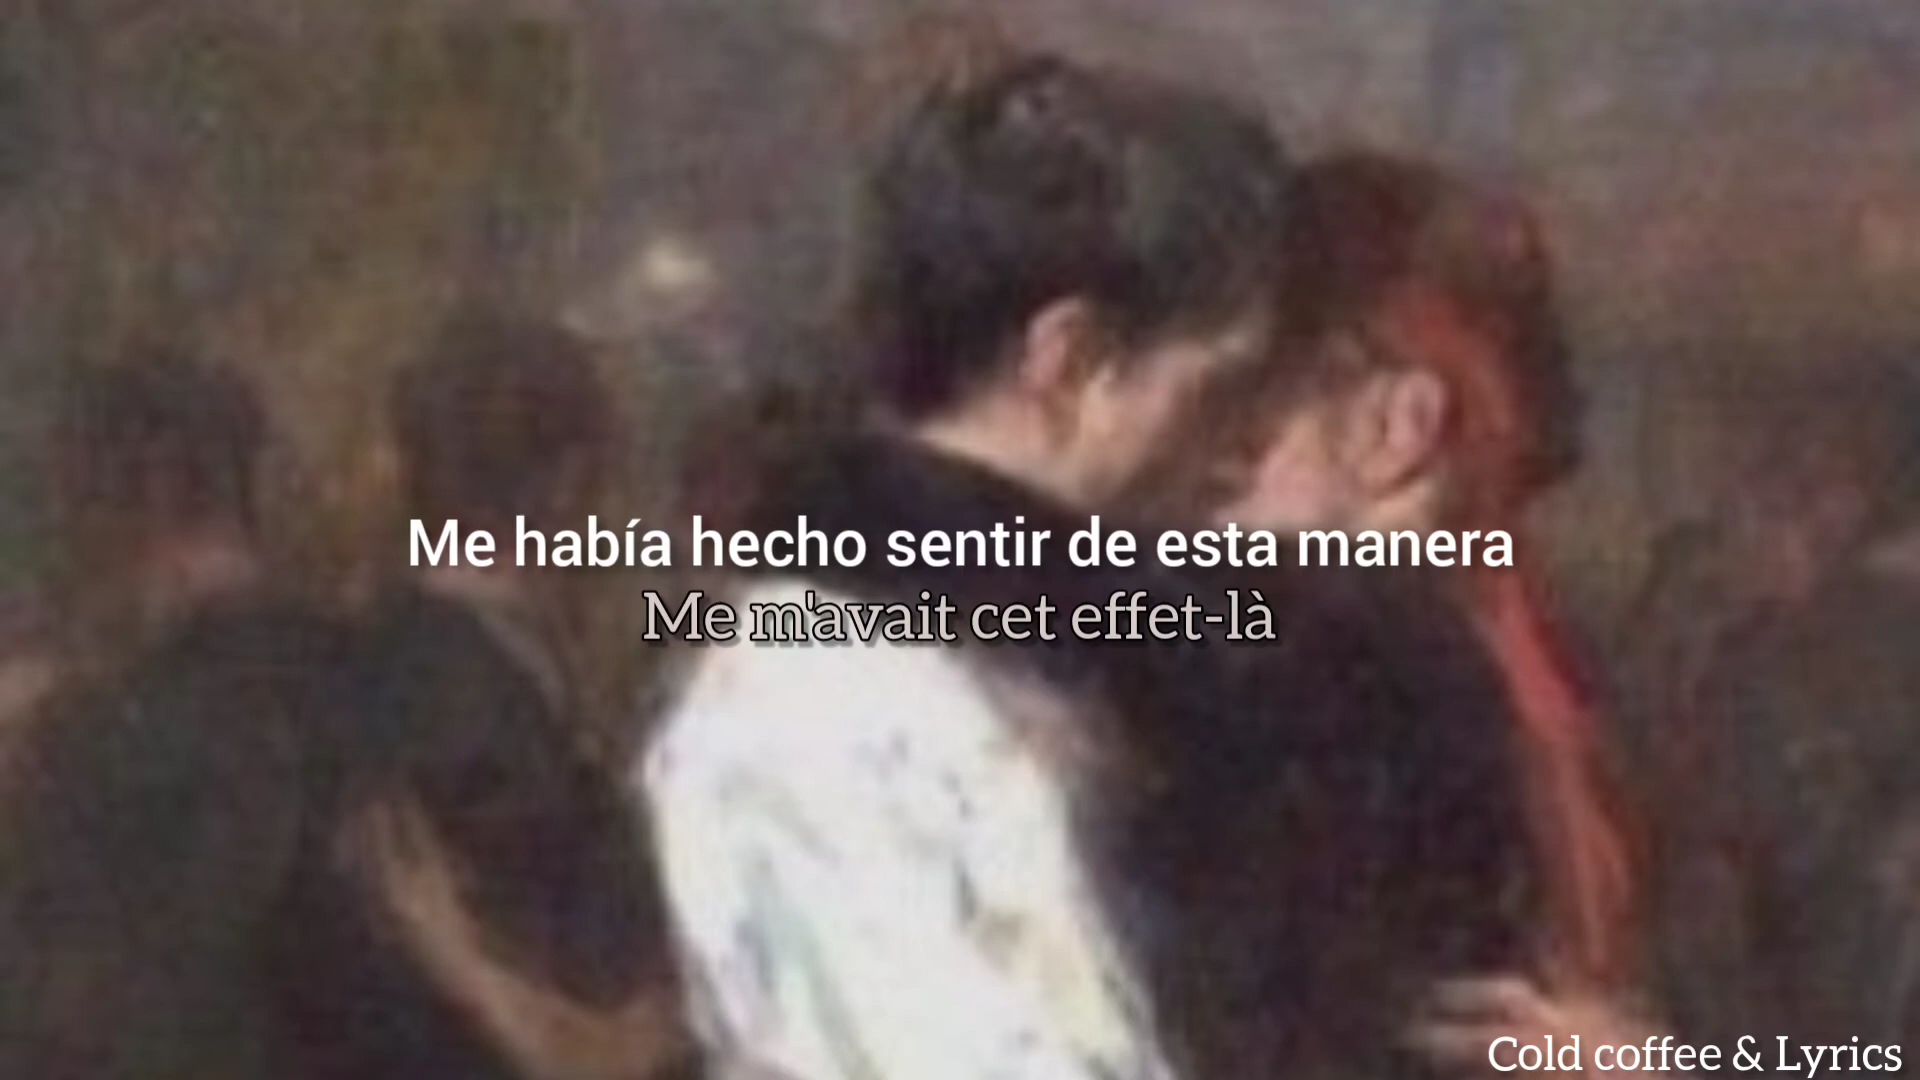 Me había hecho sentir de esta manera
Me m'avait cet effet-là
Cold coffee & Lyrics